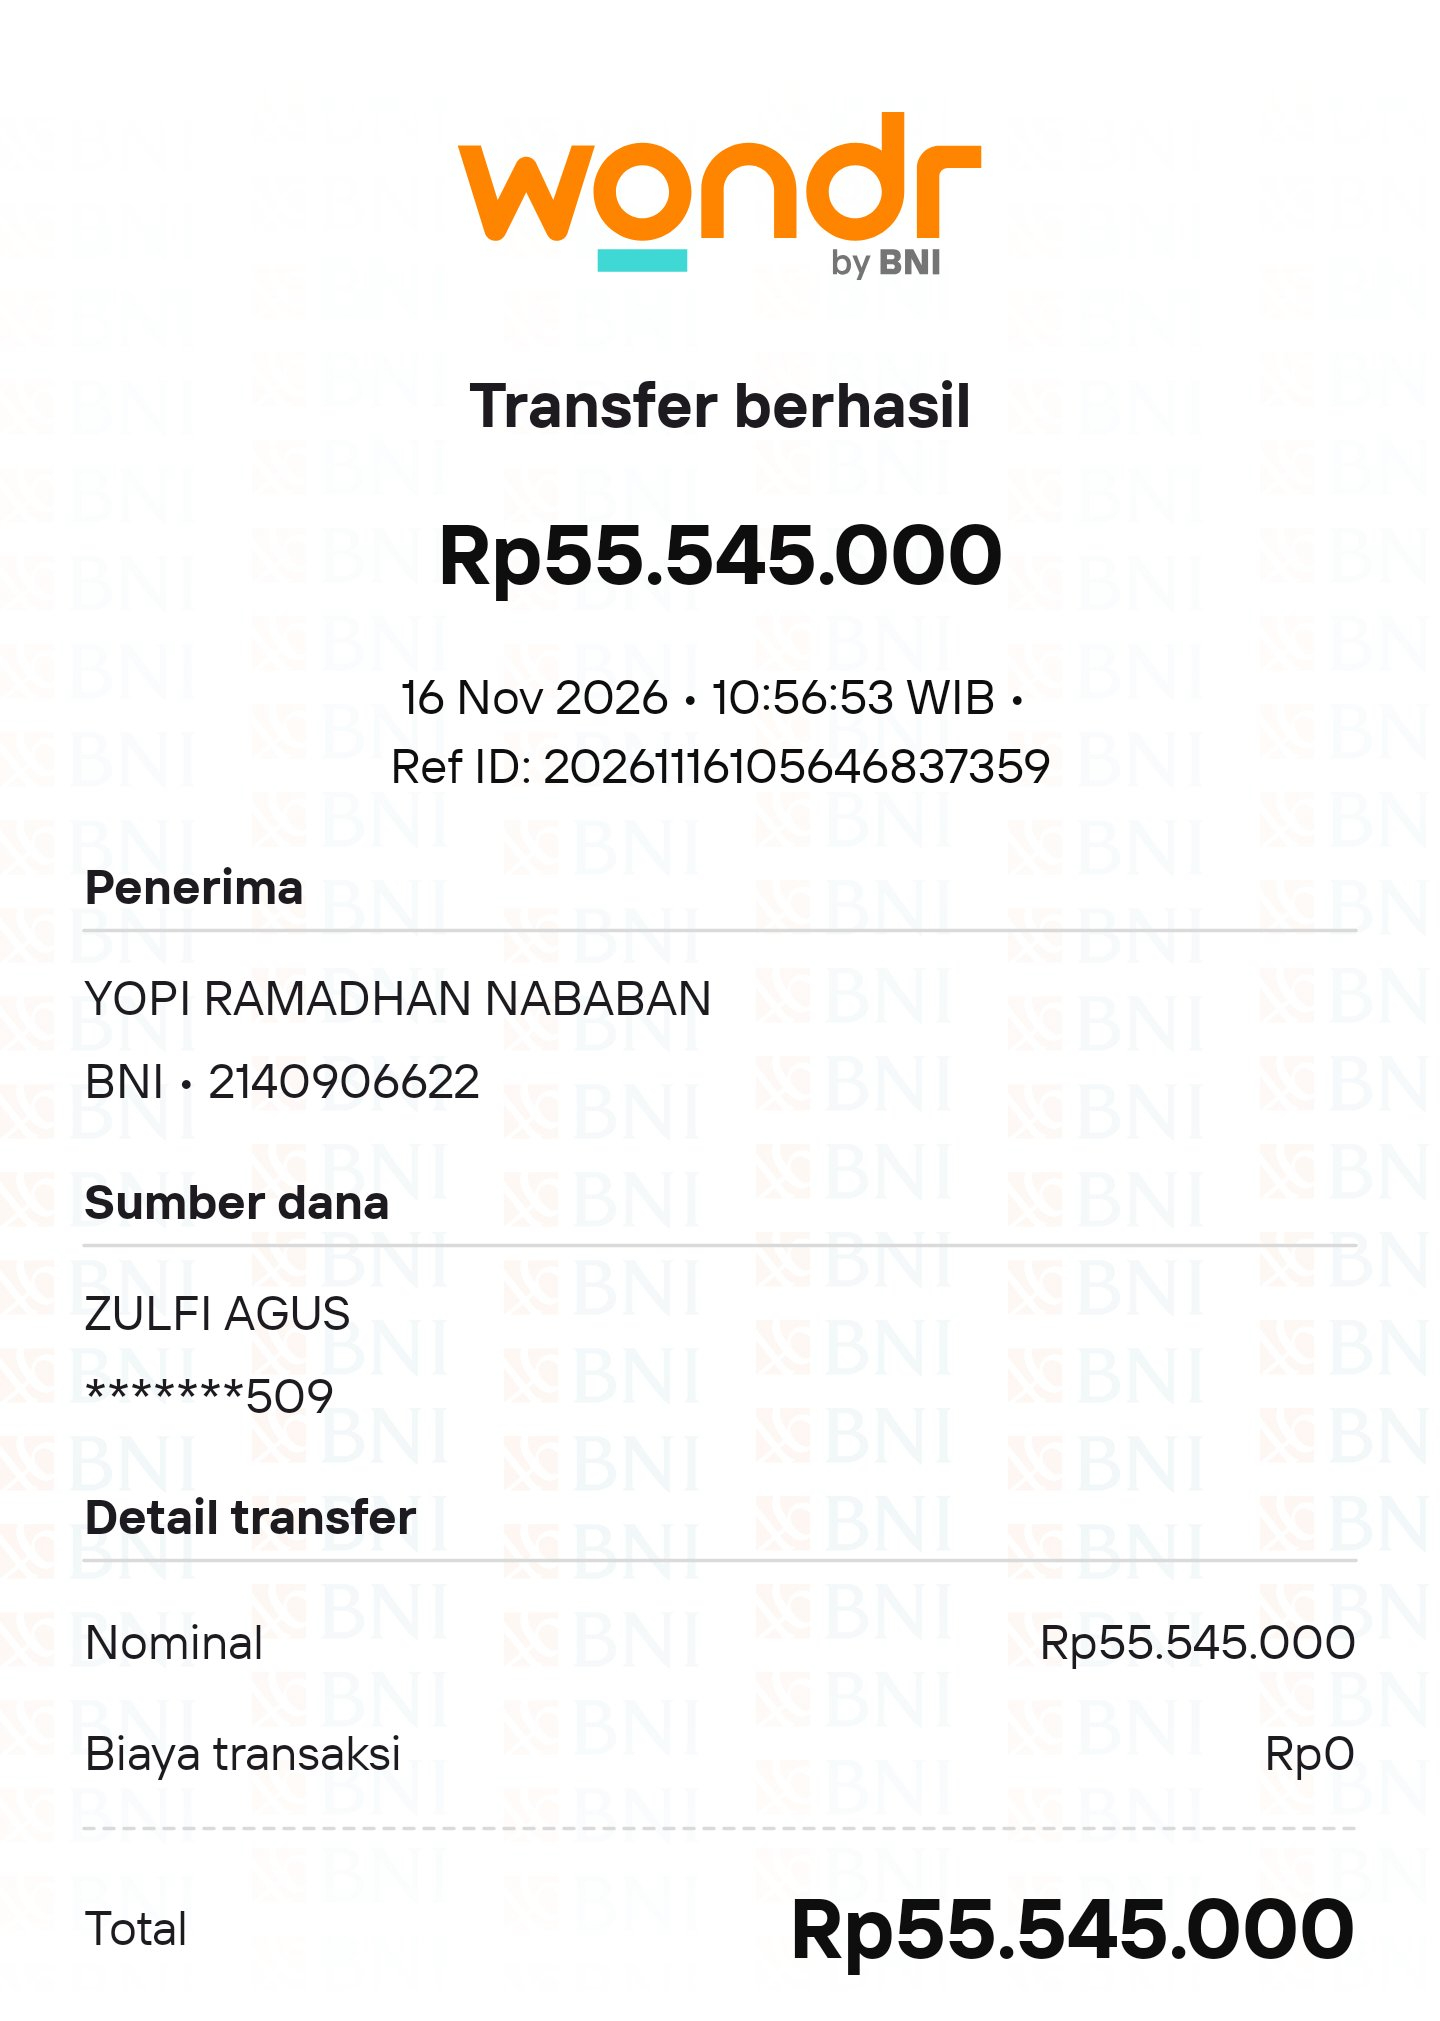 wondr
by BNI
Transfer berhasil
Rp55.545.000
16 Nov 2026 • 10:56:53 WIB •
Ref ID: 20261116105646837359
Penerima
YOPI RAMADHAN NABABAN
BNI • 2140906622
Sumber dana
ZULFI AGUS
*******509
Detail transfer
Nominal Rp55.545.000
Biaya transaksi Rp0
Total Rp55.545.000